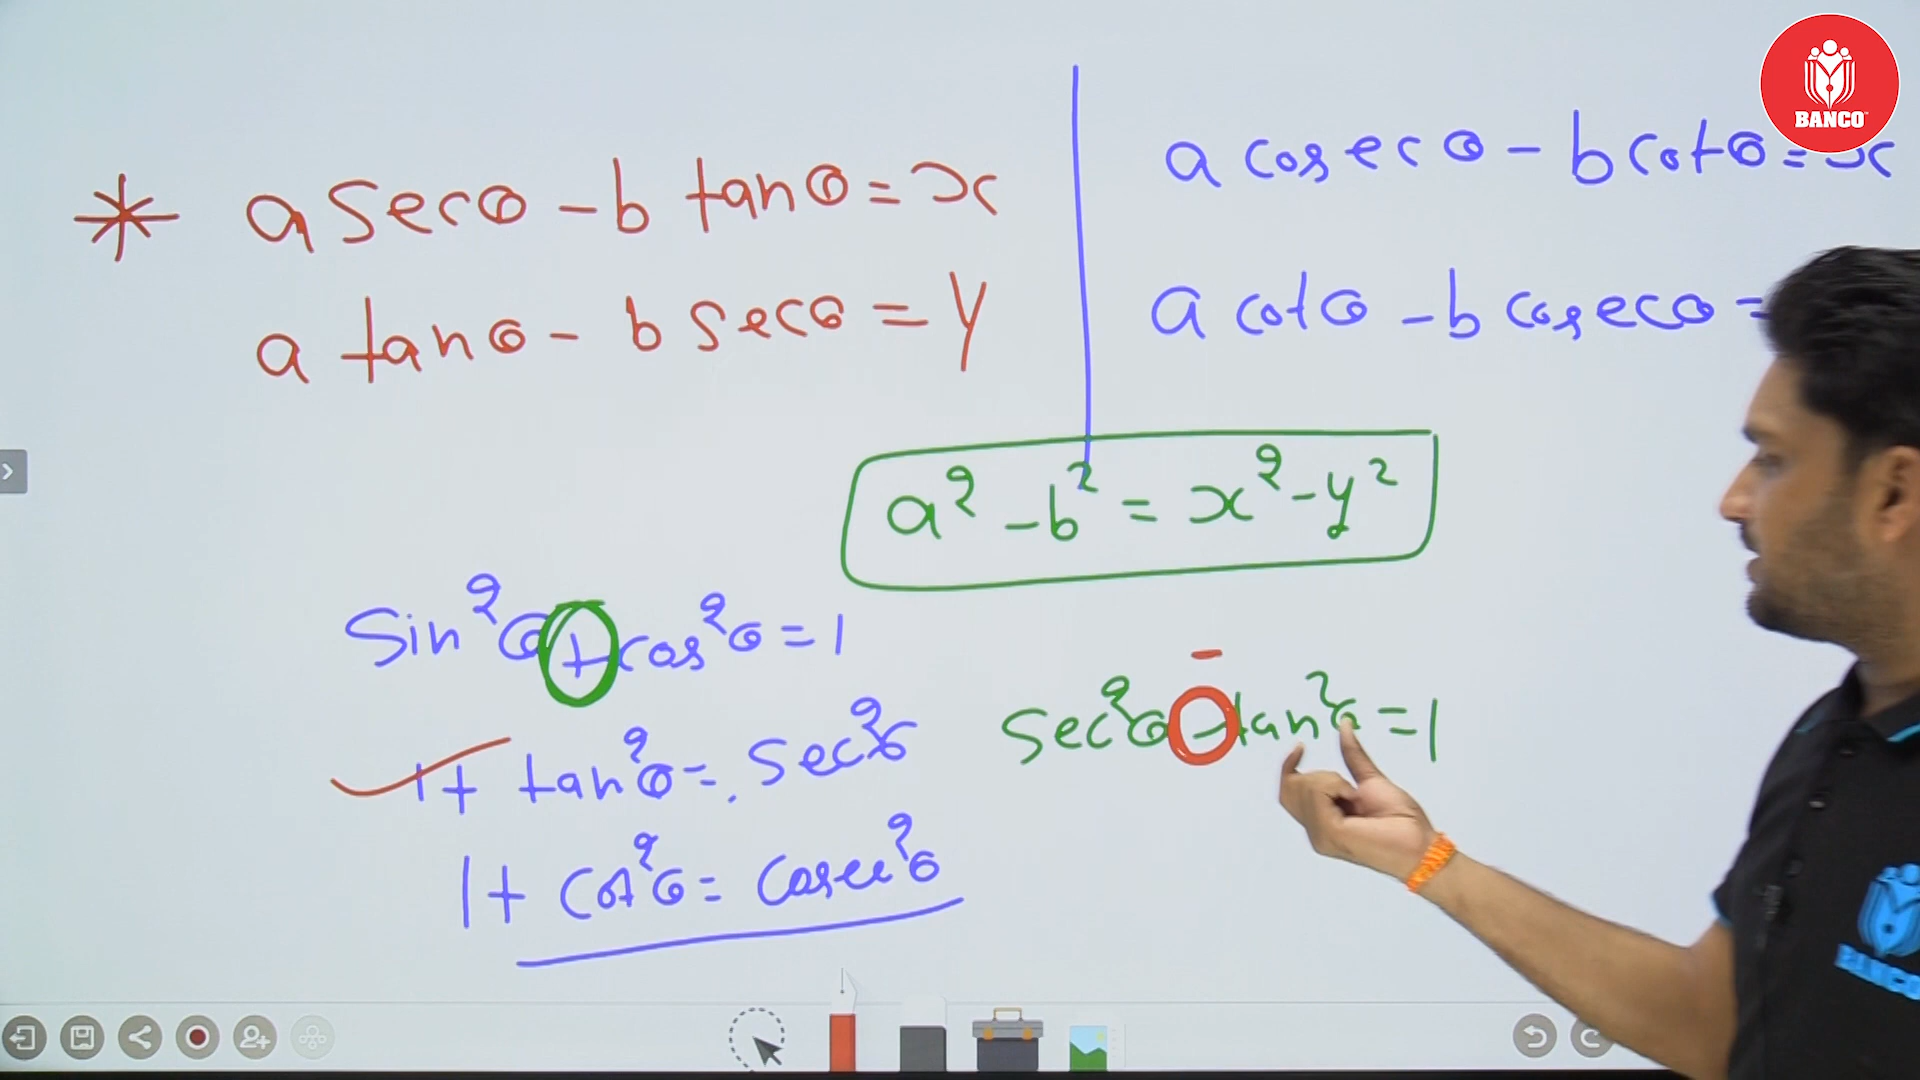 BANCO
* a secθ - b tanθ = x
a tanθ - b secθ = y
a cosecθ - b cotθ = x
a cotθ - b cosecθ =
a² - b² = x² - y²
Sin²θ + cos²θ = 1
1 + tan²θ = sec²θ
1 + cot²θ = cosec²θ
-
Sec²θ - tan²θ = 1
BANCO